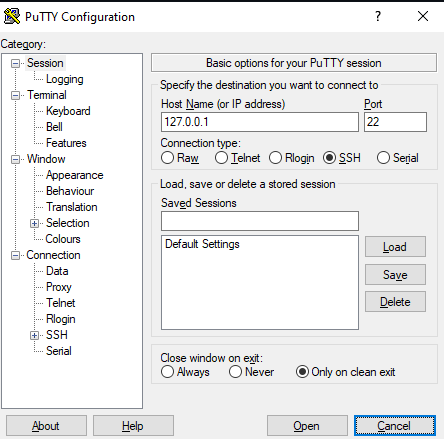 PuTTY Configuration
?
Category:
Session
Logging
Terminal
Keyboard
Bell
Features
Window
Appearance
Behaviour
Translation
Selection
Colours
Connection
Data
Proxy
Telnet
Rlogin
SSH
Serial
Basic options for your PuTTY session
Specify the destination you want to connect to
Host Name (or IP address) Port
127.0.0.1 22
Connection type:
Raw Telnet Rlogin SSH Serial
Load, save or delete a stored session
Saved Sessions
Default Settings
Load
Save
Delete
Close window on exit:
Always Never Only on clean exit
About Help Open Cancel